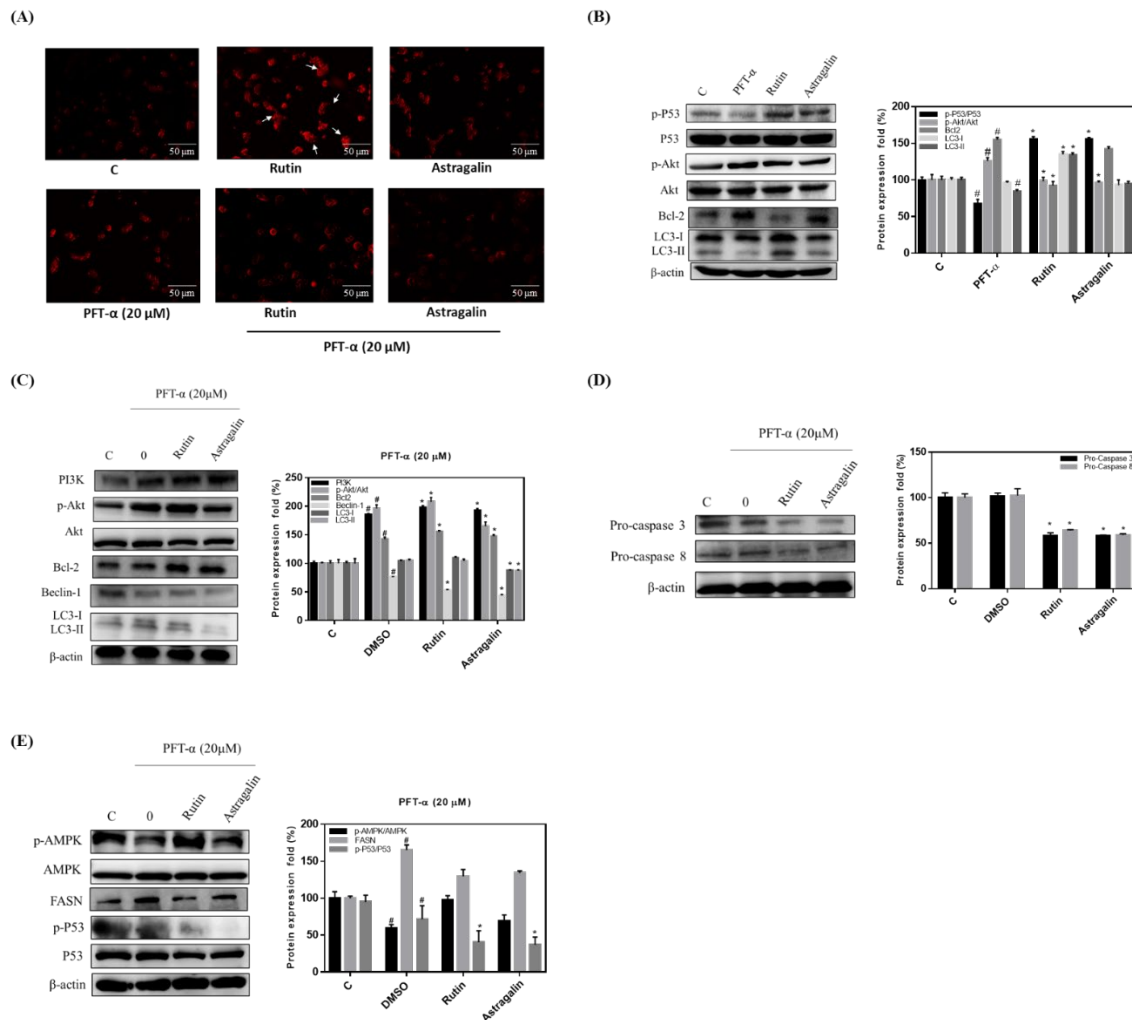 (A)
50 μm
50 μm
50 μm
C
Rutin
Astragalin
50 μm
50 μm
50 μm
PFT-α (20 μM)
Rutin
Astragalin
PFT-α (20 μM)
(B)
C
PFT-α
Rutin
Astragalin
p-P53
P53
p-Akt
Akt
Bcl-2
LC3-I
LC3-II
β-actin
Protein expression fold (%)
200
150
100
50
0
p-P53/P53
p-Akt/Akt
Bcl2
LC3-I
LC3-II
# # # #
* * * * *
* *
C
PFT-α
Rutin
Astragalin
(C)
PFT-α (20μM)
C
0
Rutin
Astragalin
PI3K
p-Akt
Akt
Bcl-2
Beclin-1
LC3-I
LC3-II
β-actin
PFT-α (20 μM)
Protein expression fold (%)
250
200
150
100
50
0
PI3K
p-Akt/Akt
Bcl2
Beclin-1
LC3-I
LC3-II
# # # #
* * * *
* * * * * *
C
DMSO
Rutin
Astragalin
(D)
PFT-α (20μM)
C
0
Rutin
Astragalin
Pro-caspase 3
Pro-caspase 8
β-actin
Protein expression fold (%)
150
100
50
0
Pro-Caspase 3
Pro-Caspase 8
* * * *
C
DMSO
Rutin
Astragalin
(E)
PFT-α (20μM)
C
0
Rutin
Astragalin
p-AMPK
AMPK
FASN
p-P53
P53
β-actin
PFT-α (20 μM)
Protein expression fold (%)
200
150
100
50
0
p-AMPK/AMPK
FASN
p-P53/P53
# # #
* *
C
DMSO
Rutin
Astragalin